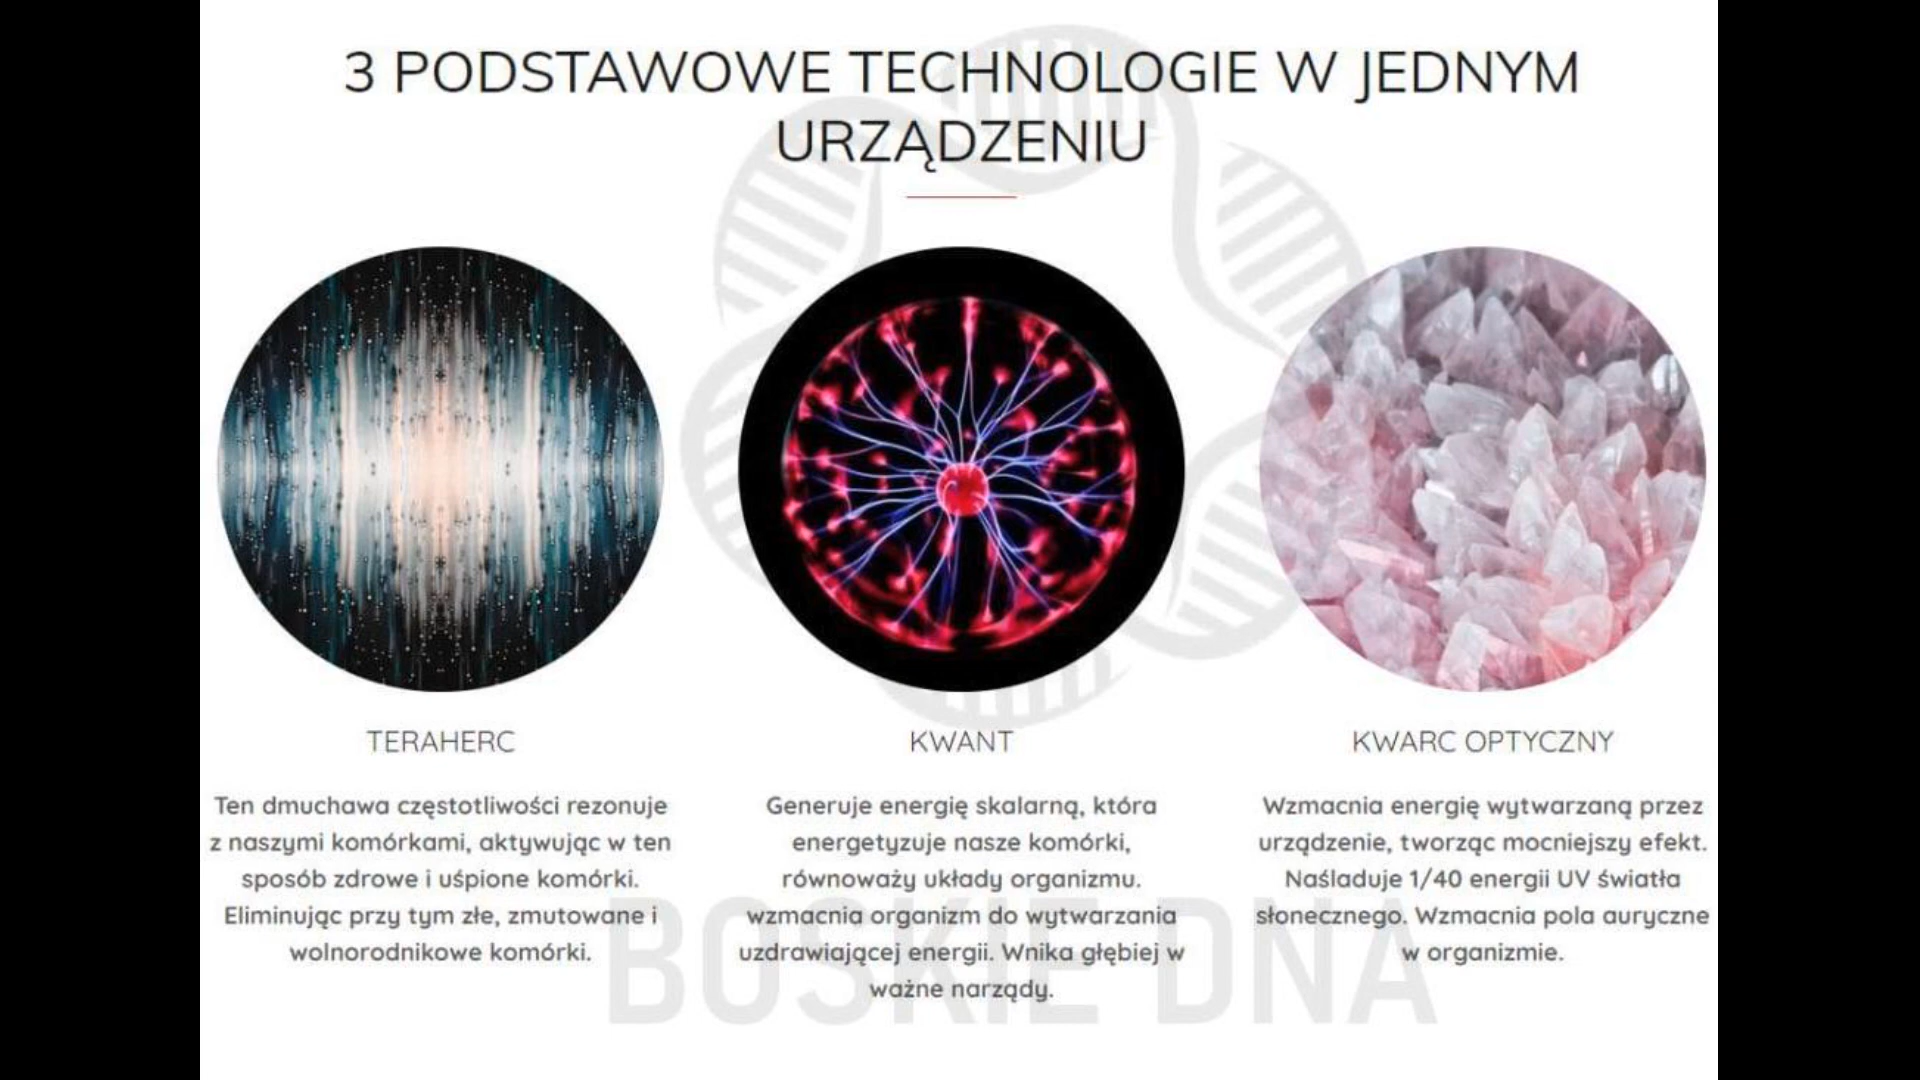 3 PODSTAWOWE TECHNOLOGIE W JEDNYM
URZĄDZENIU
TERAHERC
Ten dmuchawa częstotliwości rezonuje
z naszymi komórkami, aktywując w ten
sposób zdrowe i uśpione komórki.
Eliminując przy tym złe, zmutowane i
wolnorodnikowe komórki.
KWANT
Generuje energię skalarną, która
energetyzuje nasze komórki,
równoważy układy organizmu.
wzmacnia organizm do wytwarzania
uzdrawiającej energii. Wnika głębiej w
ważne narządy.
KWARC OPTYCZNY
Wzmacnia energię wytwarzaną przez
urządzenie, tworząc mocniejszy efekt.
Naśladuje 1/40 energii UV światła
słonecznego. Wzmacnia pola auryczne
w organizmie.
BOSKIE DNA